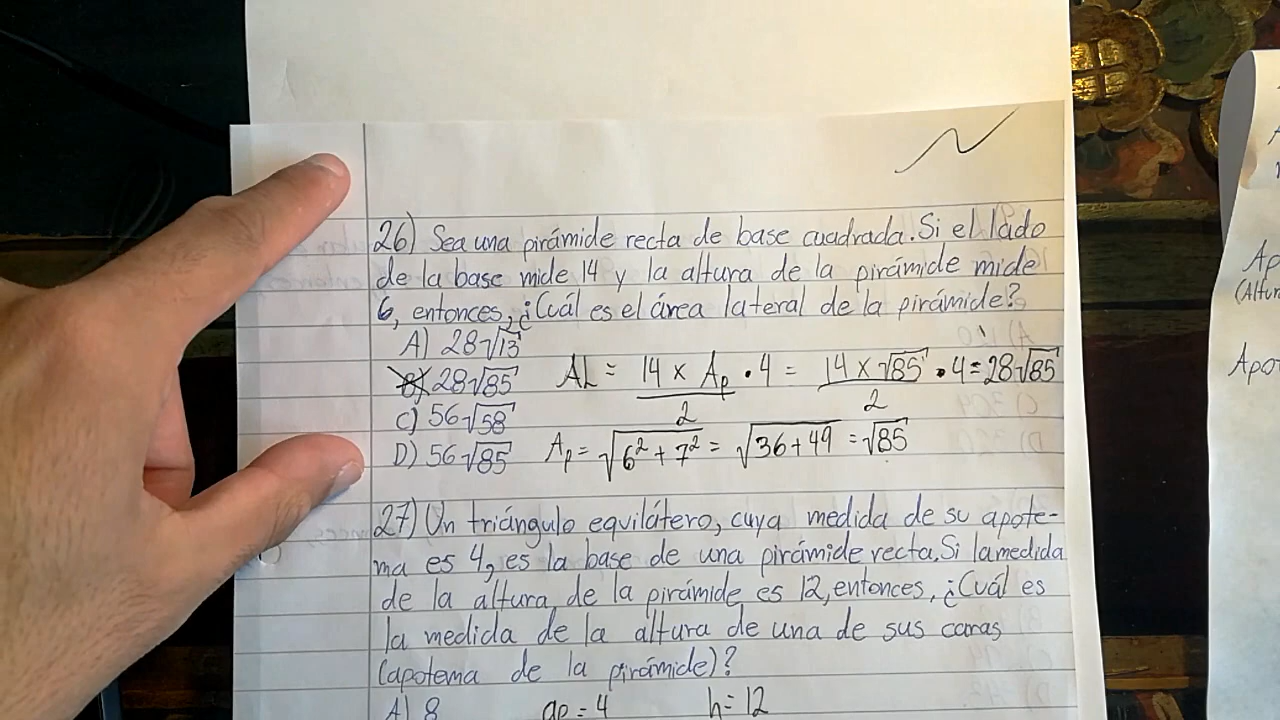 26) Sea una pirámide recta de base cuadrada. Si el lado
de la base mide 14 y la altura de la pirámide mide
6, entonces, ¿Cuál es el área lateral de la pirámide?
A) 28√13
B) 28√85 AL = 14 x Ap / 2 • 4 = 14 x √85 / 2 • 4 = 28√85
C) 56√58
D) 56√85 Ap = √6² + 7² = √36 + 49 = √85
27) Un triángulo equilátero, cuya medida de su apote-
ma es 4, es la base de una pirámide recta. Si la medida
de la altura de la pirámide es 12, entonces, ¿Cuál es
la medida de la altura de una de sus caras
(apotema de la pirámide)?
A) 8 ap = 4 h = 12
Ap
(Altur
Apo